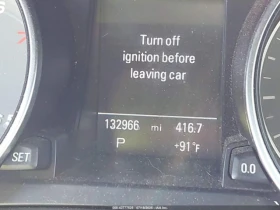 Turn off
ignition before
leaving car
132966 mi 416.7
P +91°F
SET 0.0